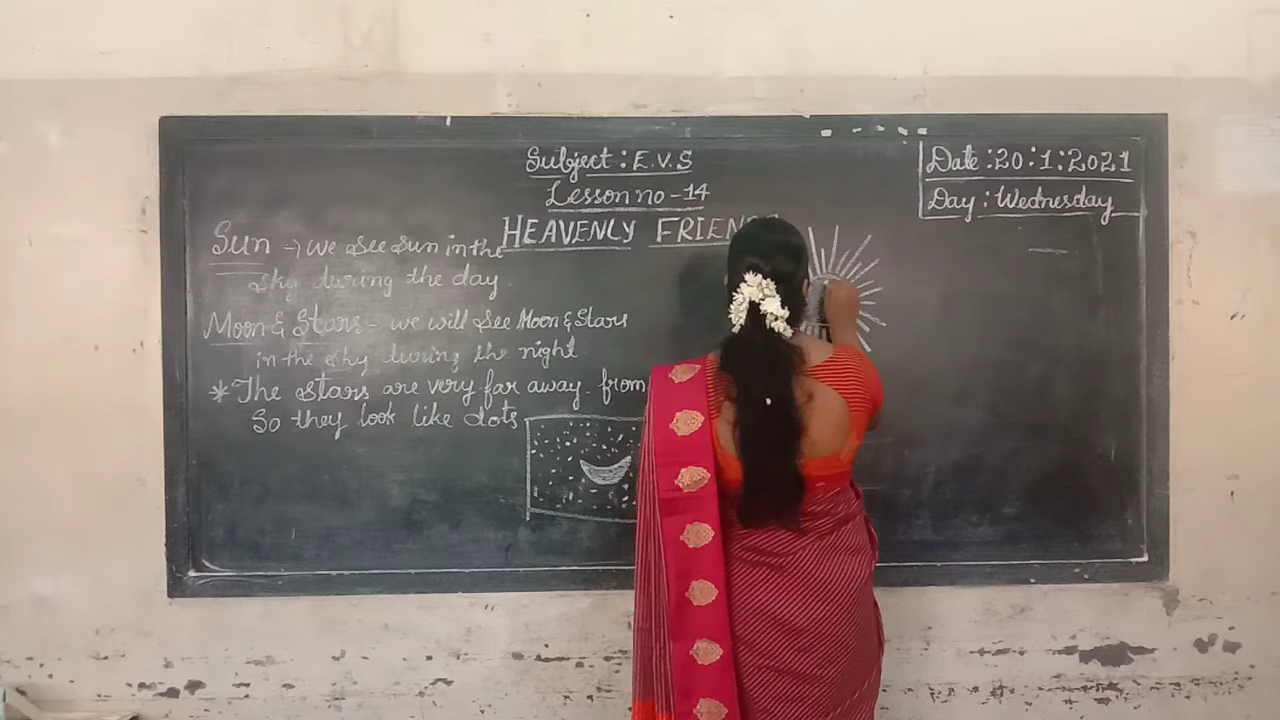 Subject : E.V.S
Lesson no - 14
HEAVENLY FRIEN
Date : 20 : 1 : 2021
Day : Wednesday
Sun → we see sun in the
sky during the day.
Moon & Stars - we will see Moon & Stars
in the sky during the night.
* The stars are very far away from
So they look like dots